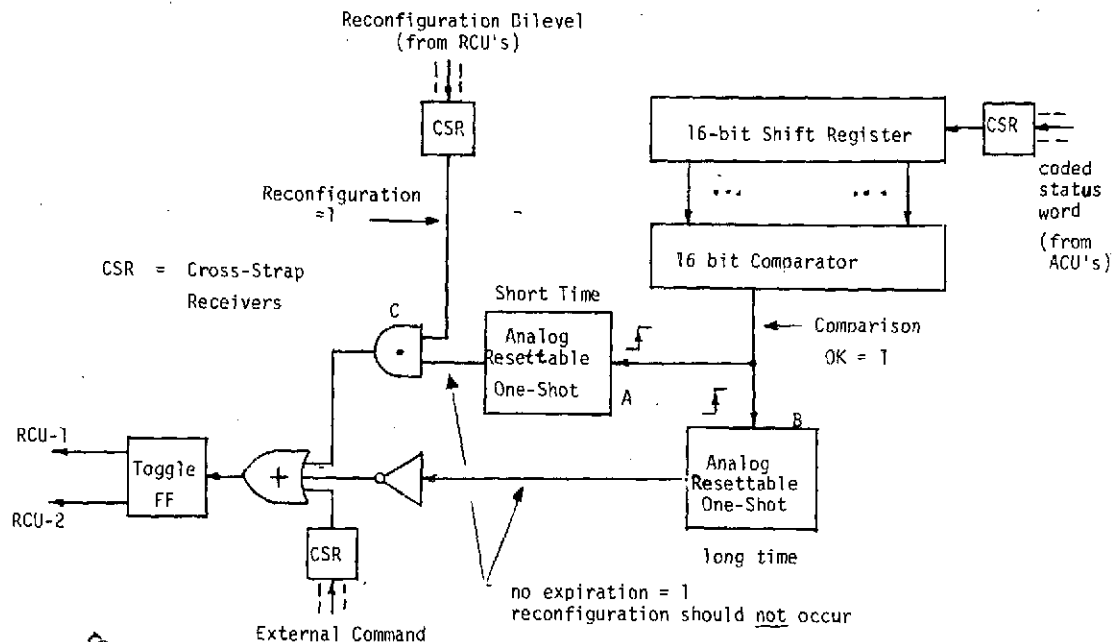 Reconfiguration Bilevel
(from RCU's)
CSR
16-bit Shift Register
CSR
coded
status
word
(from
ACU's)
Reconfiguration
=1
...
...
16 bit Comparator
CSR = Cross-Strap
Receivers
C
Short Time
Analog
Resettable
One-Shot
A
Comparison
OK = 1
B
RCU-1
RCU-2
Toggle
FF
+
Analog
Resettable
One-Shot
long time
CSR
no expiration = 1
reconfiguration should not occur
External Command